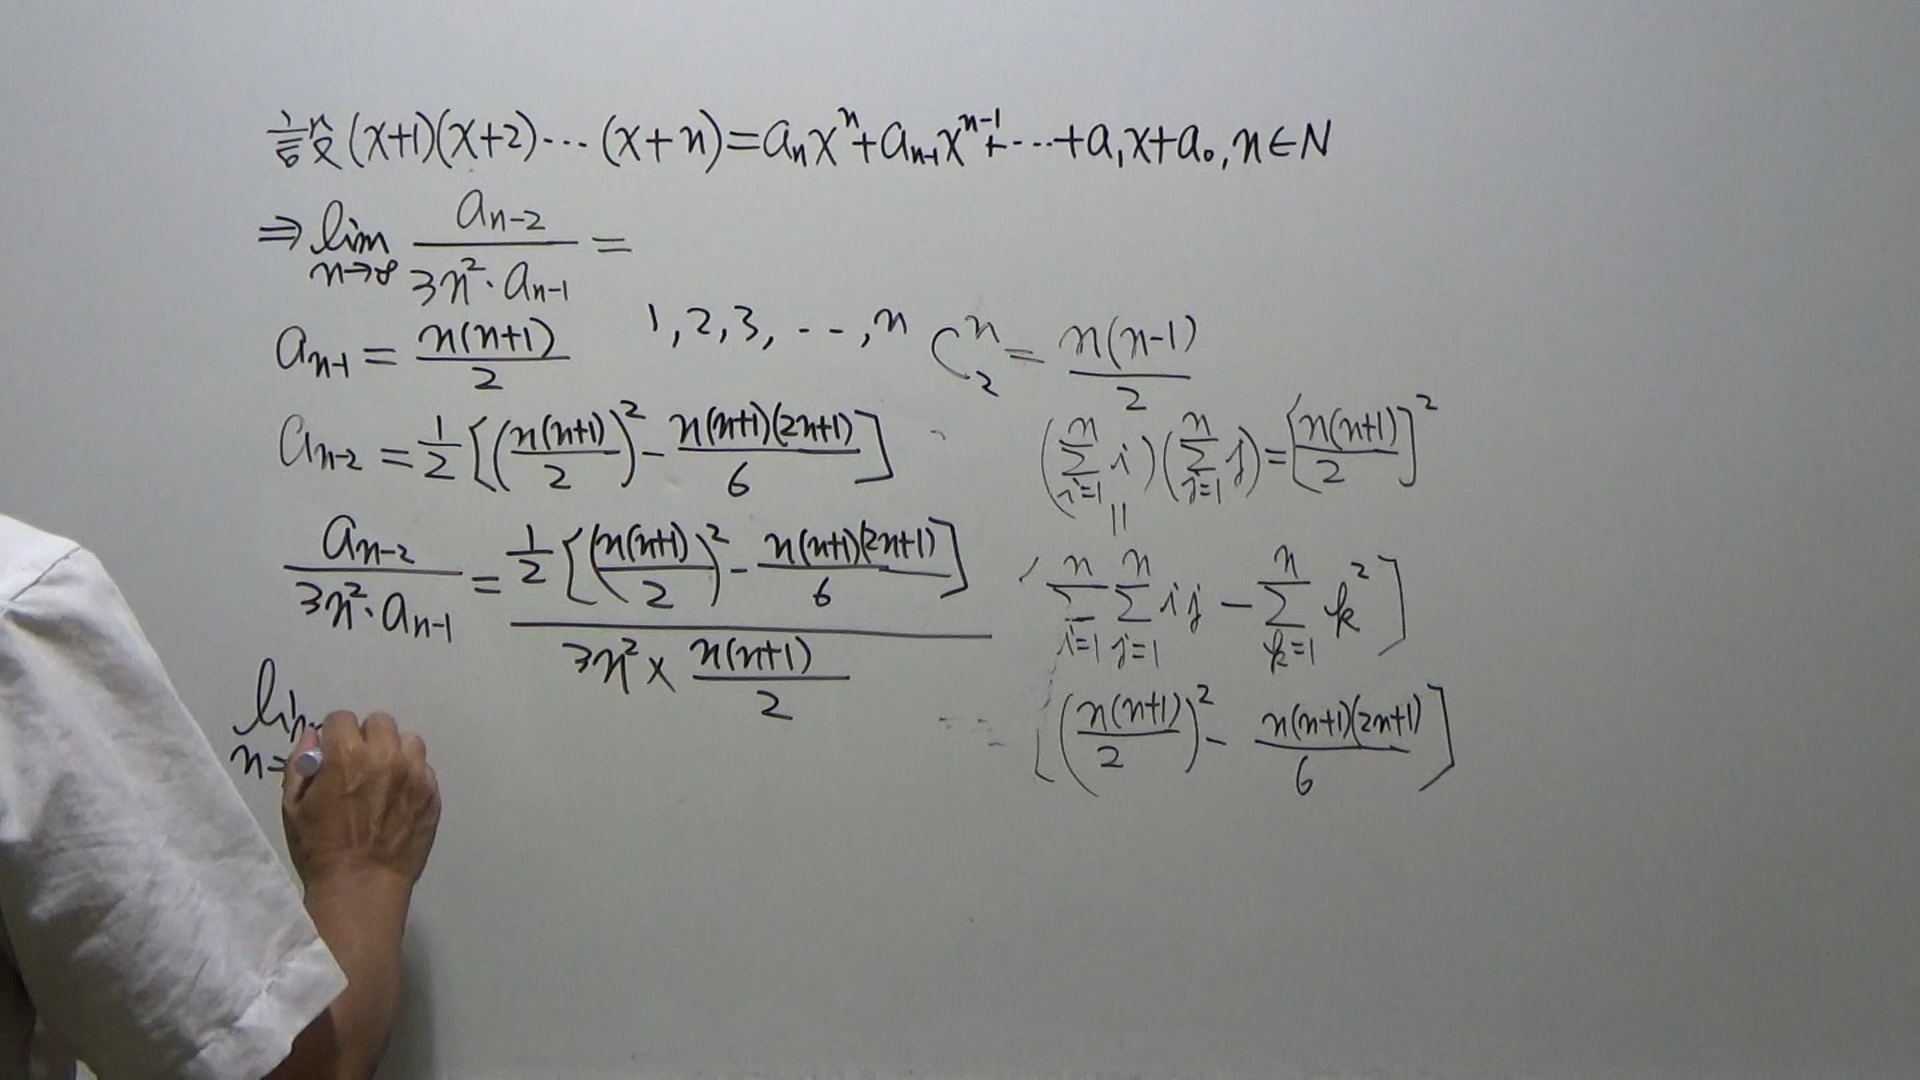 設(x+1)(x+2)⋯(x+n)=aₙxⁿ+aₙ₋₁xⁿ⁻¹+⋯+a₁x+a₀, n∈N
⇒ lim_{n→∞} aₙ₋₂/(3n²·aₙ₋₁) =
aₙ₋₁ = n(n+1)/2
1, 2, 3, ⋯, n
C^n_2 = n(n-1)/2
aₙ₋₂ = 1/2[(n(n+1)/2)² - n(n+1)(2n+1)/6]
(∑_{i=1}^{n} i)(∑_{j=1}^{n} j) = [n(n+1)/2]²
||
aₙ₋₂/(3n²·aₙ₋₁) = 1/2[(n(n+1)/2)² - n(n+1)(2n+1)/6] / (3n² × n(n+1)/2)
∑_{i=1}^{n} ∑_{j=1}^{n} ij - ∑_{k=1}^{n} k²]
[(n(n+1)/2)² - n(n+1)(2n+1)/6]
lim n→